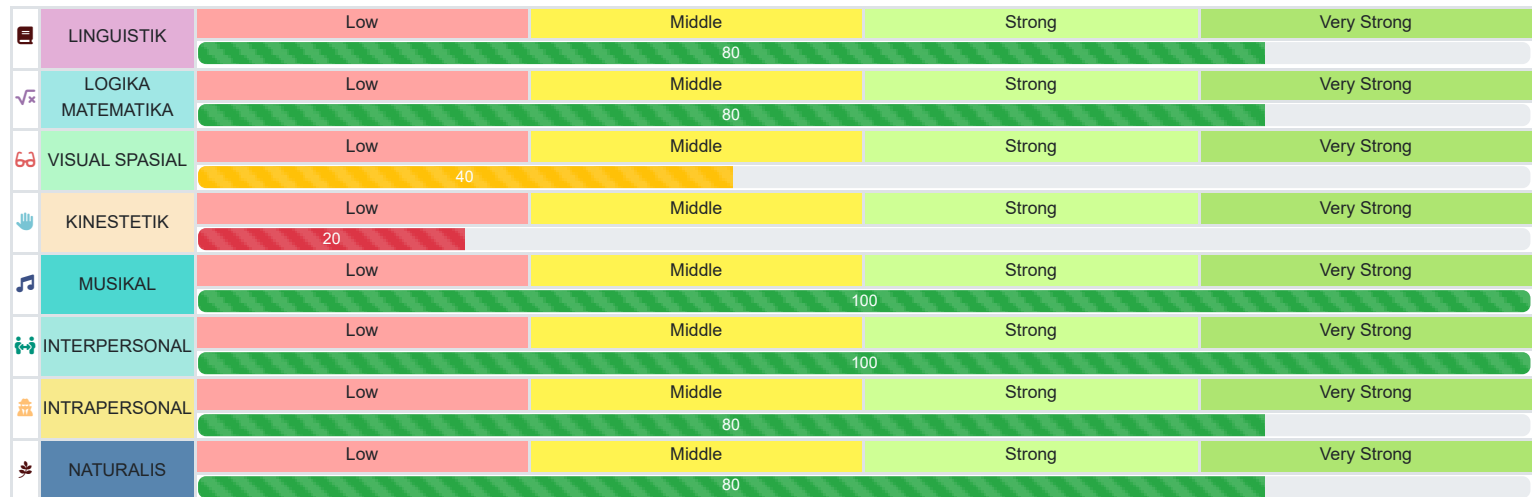 Low Middle Strong Very Strong
LINGUISTIK
80
Low Middle Strong Very Strong
LOGIKA
MATEMATIKA
80
Low Middle Strong Very Strong
VISUAL SPASIAL
40
Low Middle Strong Very Strong
KINESTETIK
20
Low Middle Strong Very Strong
MUSIKAL
100
Low Middle Strong Very Strong
INTERPERSONAL
100
Low Middle Strong Very Strong
INTRAPERSONAL
80
Low Middle Strong Very Strong
NATURALIS
80